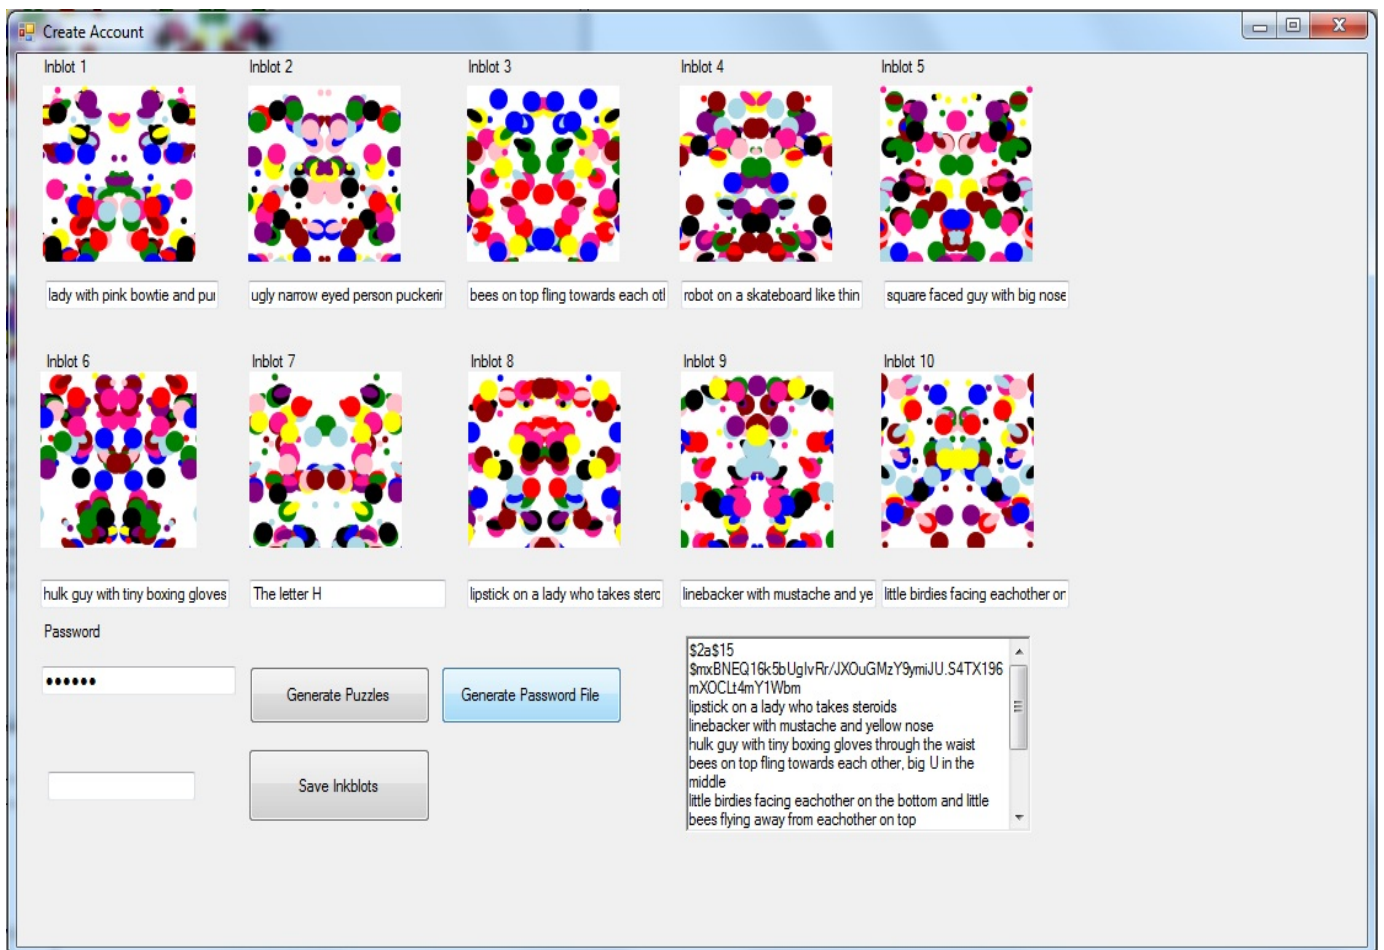 Create Account
Inblot 1 Inblot 2 Inblot 3 Inblot 4 Inblot 5
lady with pink bowtie and pur ugly narrow eyed person puckerir bees on top fling towards each otl robot on a skateboard like thin square faced guy with big nose
Inblot 6 Inblot 7 Inblot 8 Inblot 9 Inblot 10
hulk guy with tiny boxing gloves The letter H lipstick on a lady who takes sterc linebacker with mustache and ye little birdies facing eachother on
Password
Generate Puzzles Generate Password File
Save Inkblots
$2a$15
$mxBNEQ16k5bUgIvRr/JXOuGMzY9ymiJU.S4TX196
mXOCLt4mY1Wbm
lipstick on a lady who takes steroids
linebacker with mustache and yellow nose
hulk guy with tiny boxing gloves through the waist
bees on top fling towards each other, big U in the
middle
little birdies facing eachother on the bottom and little
bees flying away from eachother on top